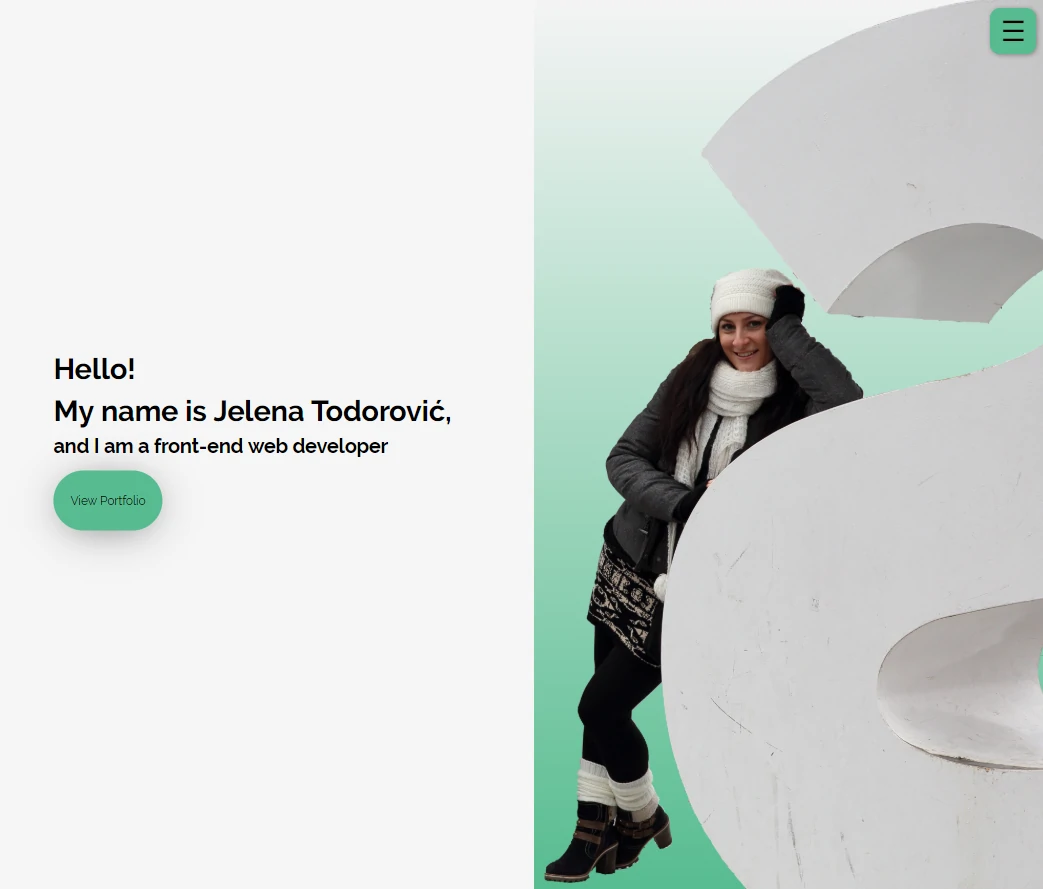 Hello!
My name is Jelena Todorović,
and I am a front-end web developer
View Portfolio